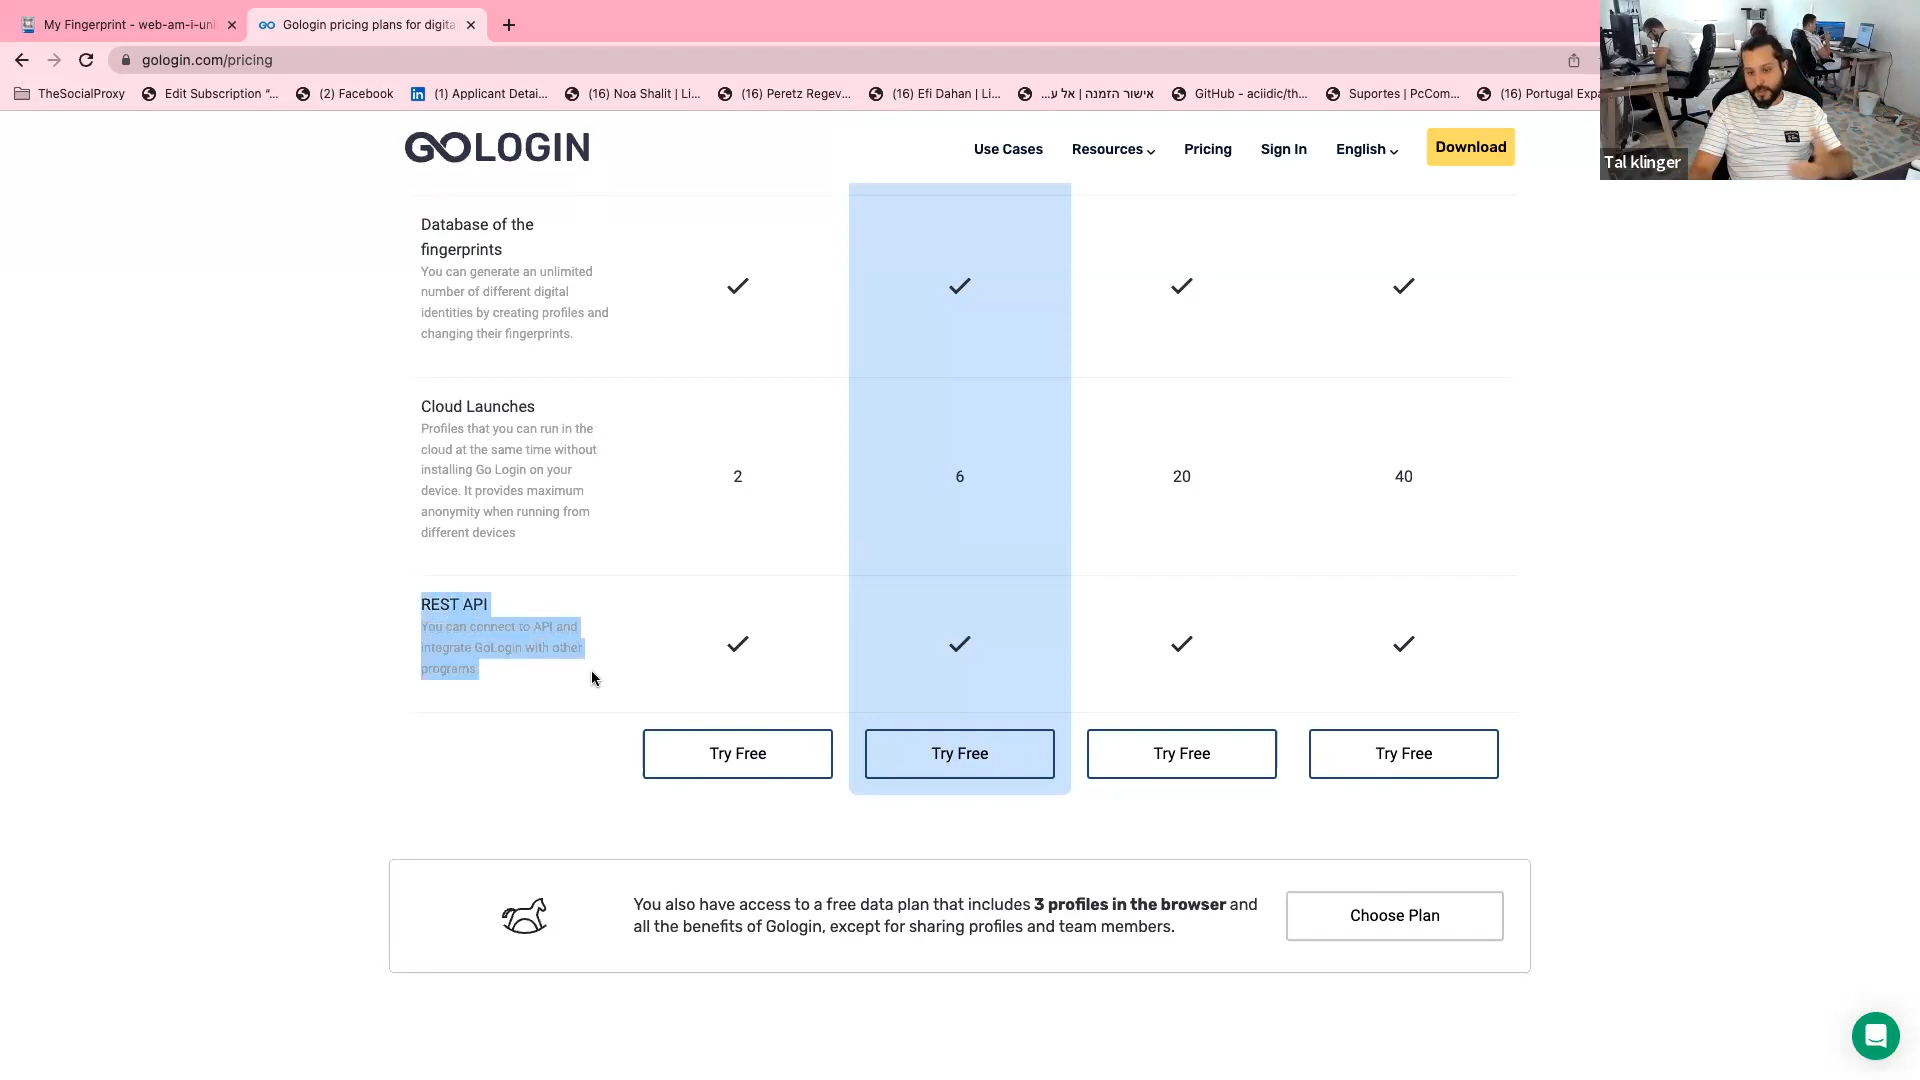 My Fingerprint - web-am-i-uni
Gologin pricing plans for digita
gologin.com/pricing
TheSocialProxy
Edit Subscription “...
(2) Facebook
(1) Applicant Detai...
(16) Noa Shalit | Li...
(16) Peretz Regev...
(16) Efi Dahan | Li...
אישור הזמנה | אל ע...
GitHub - aciidic/th...
Suportes | PcCom...
(16) Portugal Expa
Tal klinger
GOLOGIN
Use Cases
Resources
Pricing
Sign In
English
Download
Database of the
fingerprints
You can generate an unlimited
number of different digital
identities by creating profiles and
changing their fingerprints.
Cloud Launches
Profiles that you can run in the
cloud at the same time without
installing Go Login on your
device. It provides maximum
anonymity when running from
different devices
2
6
20
40
REST API
You can connect to API and
integrate GoLogin with other
programs.
Try Free
Try Free
Try Free
Try Free
You also have access to a free data plan that includes 3 profiles in the browser and
all the benefits of Gologin, except for sharing profiles and team members.
Choose Plan